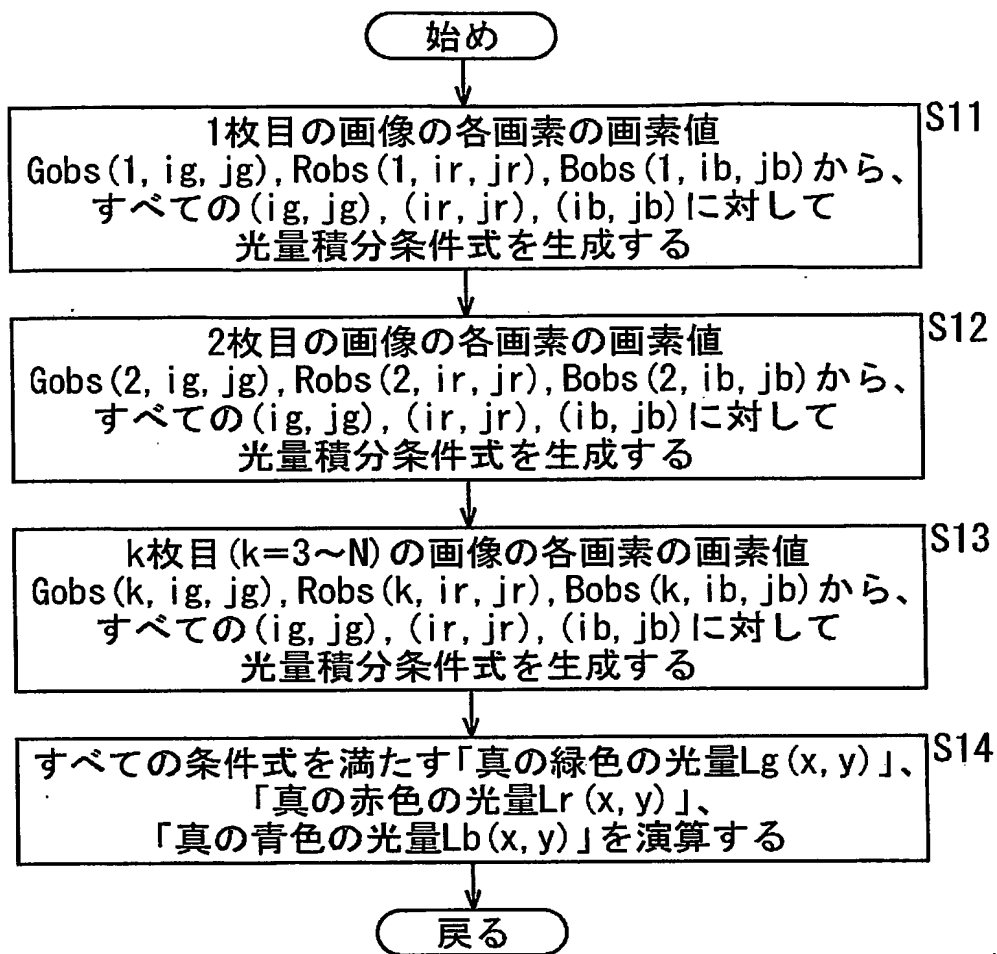 始め
S11
1枚目の画像の各画素の画素値
Gobs(1, ig, jg), Robs(1, ir, jr), Bobs(1, ib, jb)から、
すべての(ig, jg), (ir, jr), (ib, jb)に対して
光量積分条件式を生成する
S12
2枚目の画像の各画素の画素値
Gobs(2, ig, jg), Robs(2, ir, jr), Bobs(2, ib, jb)から、
すべての(ig, jg), (ir, jr), (ib, jb)に対して
光量積分条件式を生成する
S13
k枚目(k=3～N)の画像の各画素の画素値
Gobs(k, ig, jg), Robs(k, ir, jr), Bobs(k, ib, jb)から、
すべての(ig, jg), (ir, jr), (ib, jb)に対して
光量積分条件式を生成する
S14
すべての条件式を満たす「真の緑色の光量Lg(x, y)」、
「真の赤色の光量Lr(x, y)」、
「真の青色の光量Lb(x, y)」を演算する
戻る